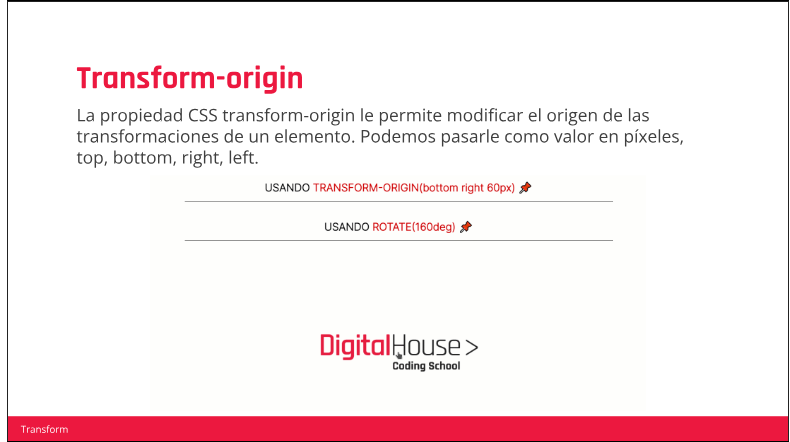 Transform-origin
La propiedad CSS transform-origin le permite modificar el origen de las
transformaciones de un elemento. Podemos pasarle como valor en píxeles,
top, bottom, right, left.
USANDO TRANSFORM-ORIGIN(bottom right 60px)
USANDO ROTATE(160deg)
DigitalHouse>
Coding School
Transform